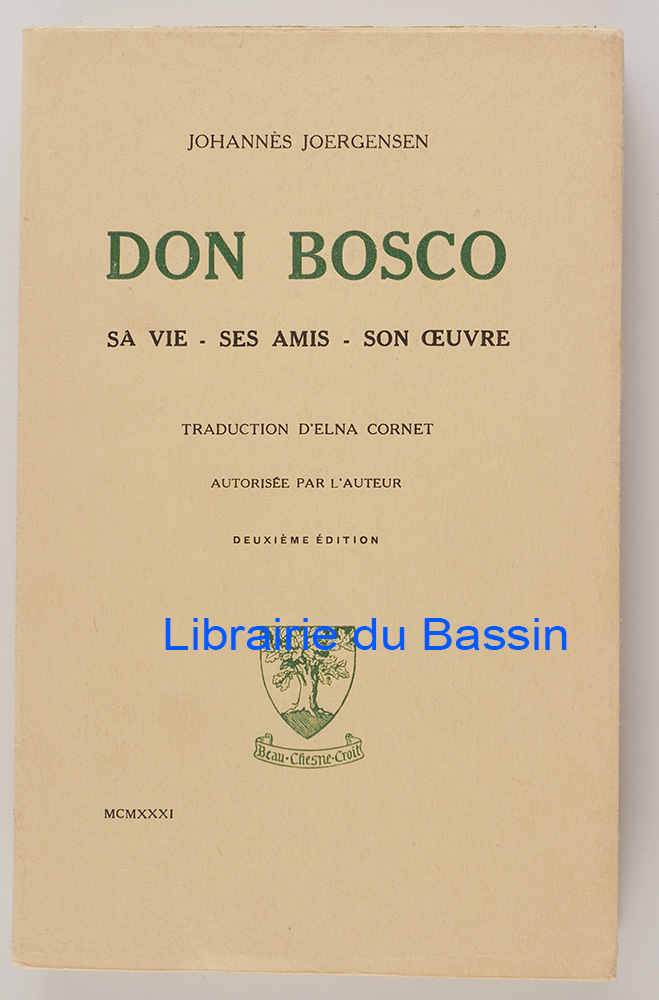 JOHANNÈS JOERGENSEN
DON BOSCO
SA VIE - SES AMIS - SON ŒUVRE
TRADUCTION D'ELNA CORNET
AUTORISÉE PAR L'AUTEUR
DEUXIÈME ÉDITION
Librairie du Bassin
Beau-Chesne-Croit
MCMXXXI